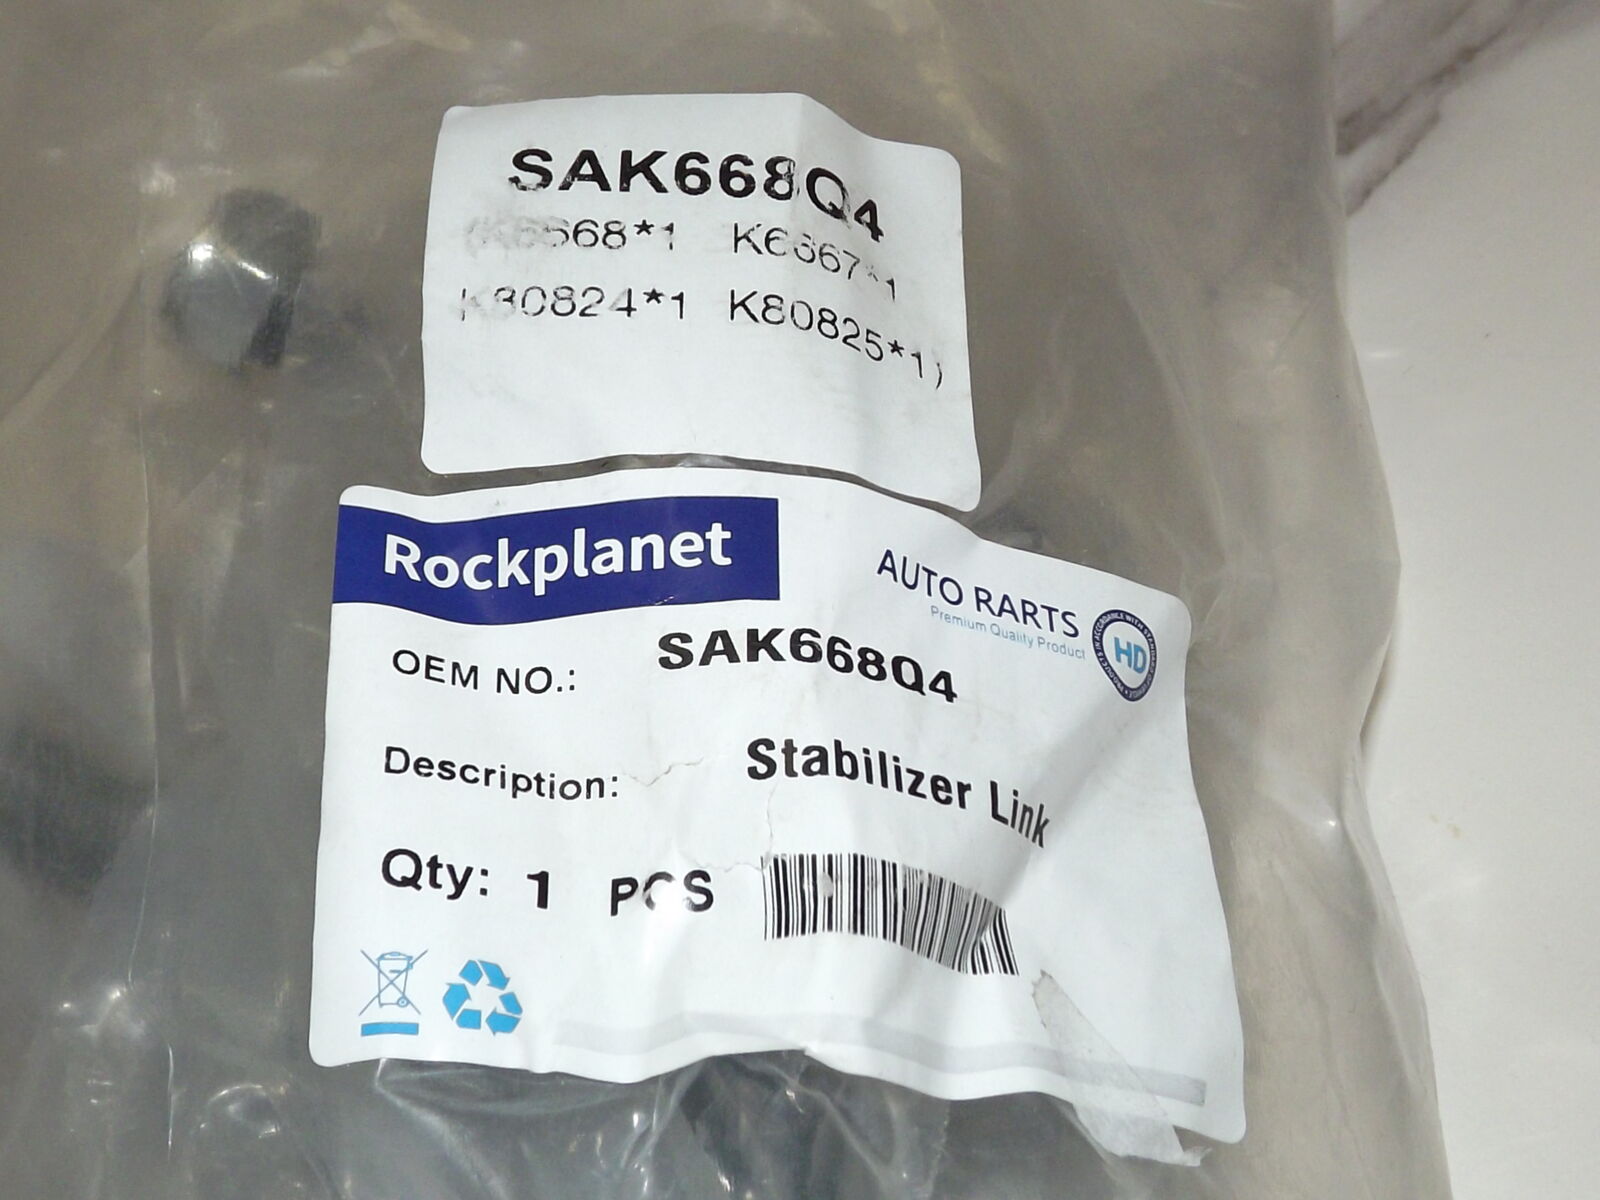 SAK668Q4
K6667*1
K80824*1 K80825*1)
Rockplanet
AUTO RARTS
Premium Quality Product
HD
OEM NO.: SAK668Q4
Description: Stabilizer Link
Qty: 1 PCS